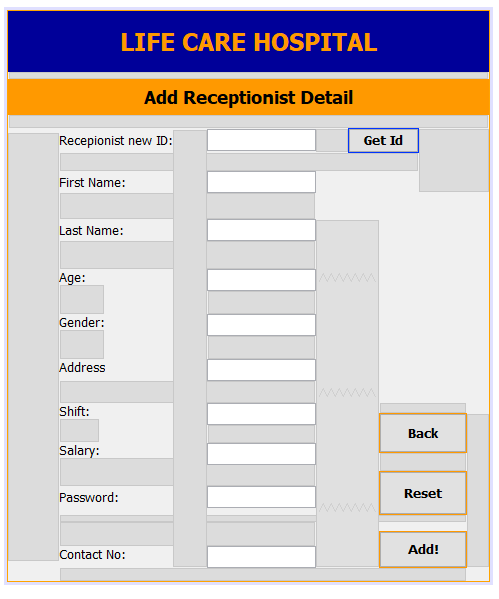 LIFE CARE HOSPITAL
Add Receptionist Detail
Recepionist new ID:
Get Id
First Name:
Last Name:
Age:
Gender:
Address
Shift:
Back
Salary:
Reset
Password:
Add!
Contact No: